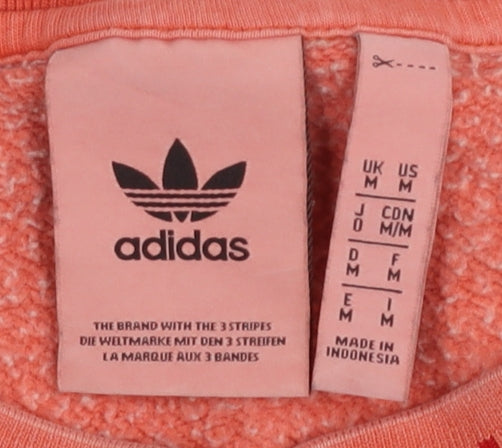 adidas
THE BRAND WITH THE 3 STRIPES
DIE WELTMARKE MIT DEN 3 STREIFEN
LA MARQUE AUX 3 BANDES
UK US
M M
J CDN
O M/M
D F
M M
E I
M M
MADE IN
INDONESIA